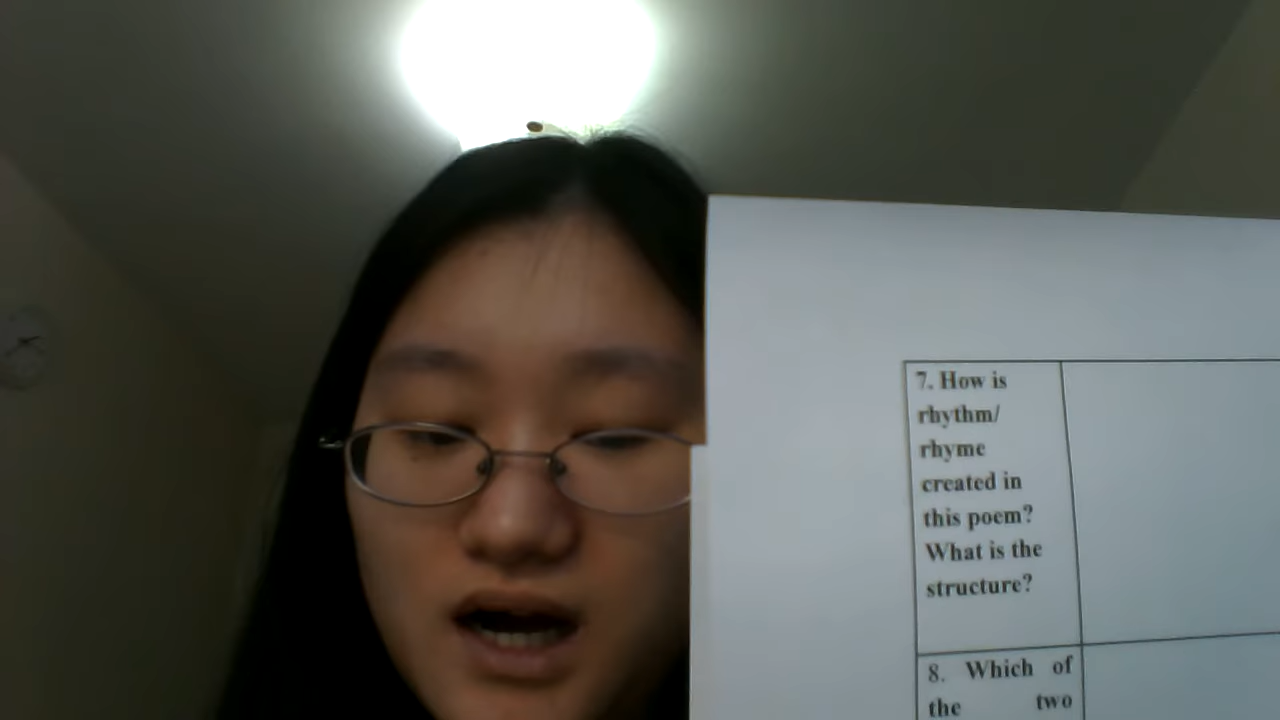 7. How is
rhythm/
rhyme
created in
this poem?
What is the
structure?
8. Which of
the two